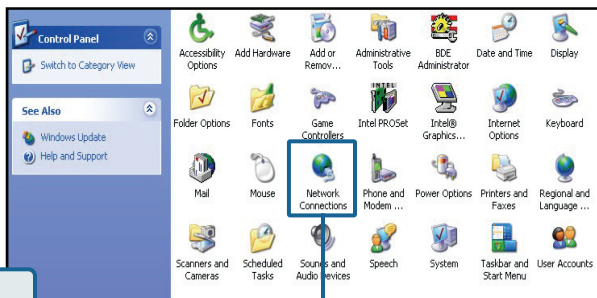 Control Panel
Switch to Category View
See Also
Windows Update
Help and Support
Accessibility Options
Add Hardware
Add or Remov...
Administrative Tools
BDE Administrator
Date and Time
Display
Folder Options
Fonts
Game Controllers
Intel PROSet
Intel® Graphics...
Internet Options
Keyboard
Mail
Mouse
Network Connections
Phone and Modem ...
Power Options
Printers and Faxes
Regional and Language ...
Scanners and Cameras
Scheduled Tasks
Sounds and Audio Devices
Speech
System
Taskbar and Start Menu
User Accounts